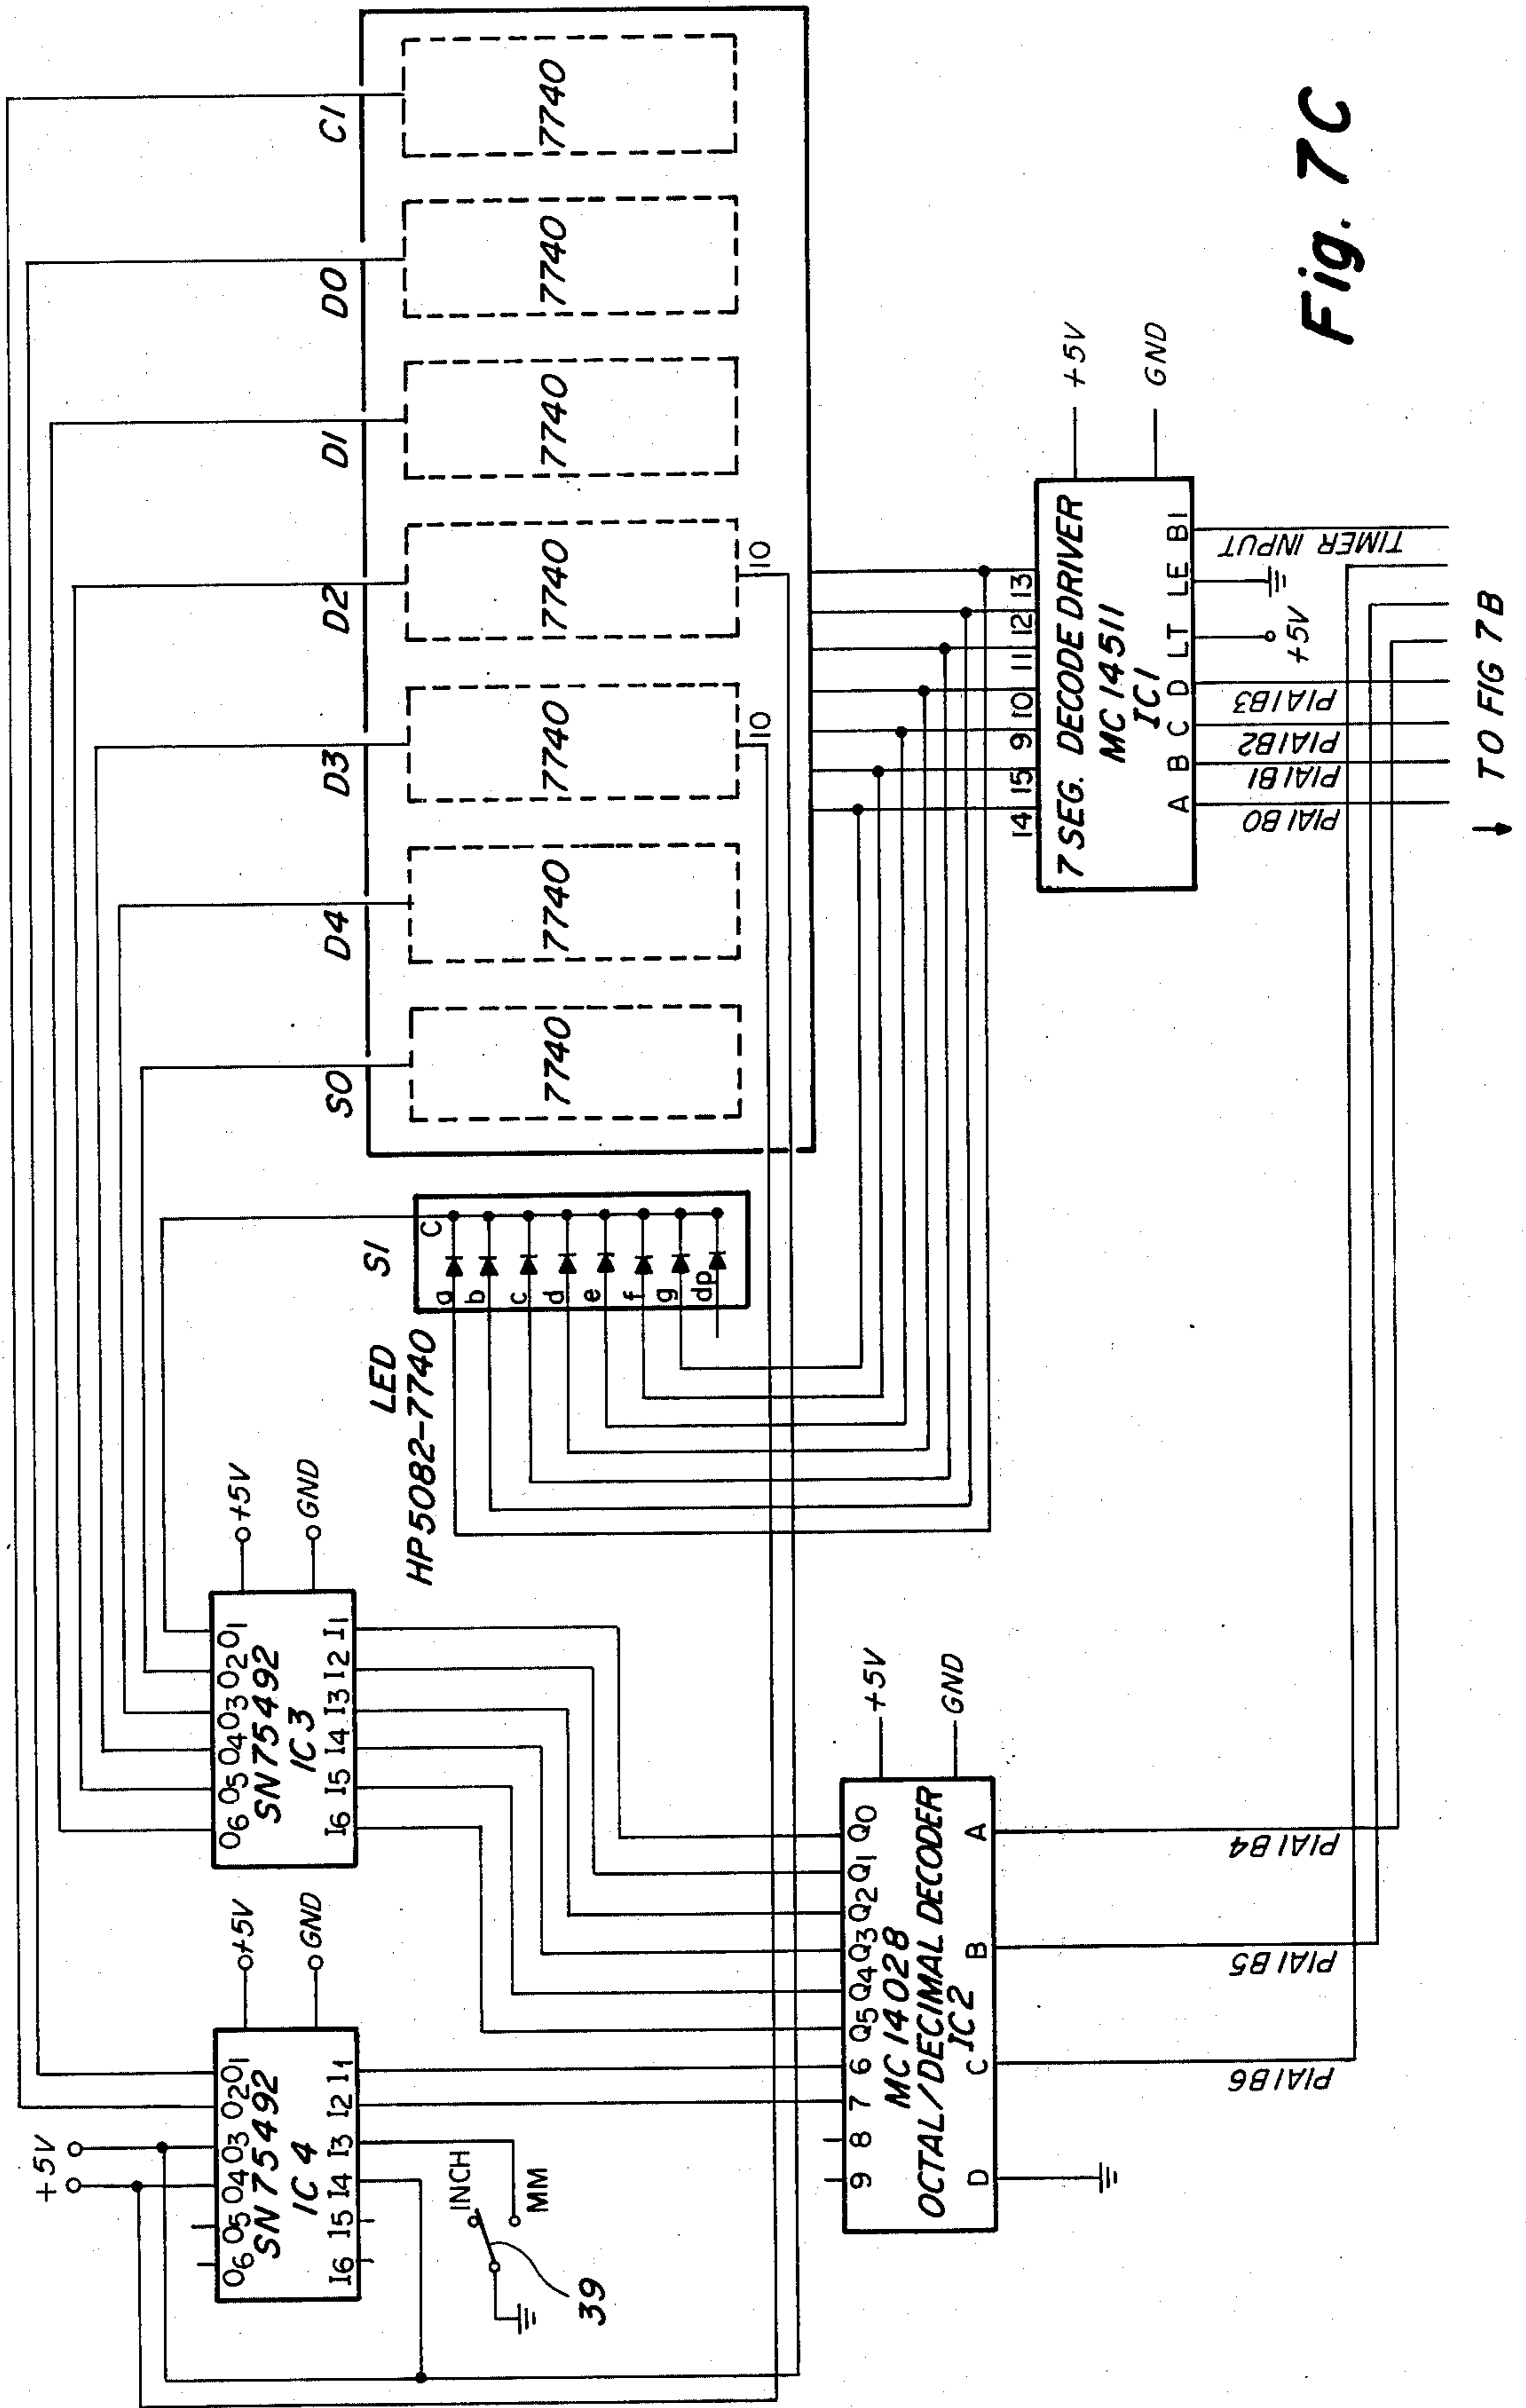 Fig. 7C
C1
D0
D1
D2
D3
D4
S0
7740
7740
7740
7740
7740
7740
7740
10
10
S1
LED
HP5082-7740
C
a
b
c
d
e
f
g
dp
+5V
GND
O6 O5 O4 O3 O2 O1
SN75492
IC3
I6 I5 I4 I3 I2 I1
+5V
+5V
GND
O6 O5 O4 O3 O2 O1
SN75492
IC4
I6 I5 I4 I3 I2 I1
INCH
MM
39
14 15 9 10 11 12 13
7 SEG. DECODE DRIVER
MC14511
IC1
A B C D LT LE BI
+5V
GND
+5V
PIA1B0
PIA1B1
PIA1B2
PIA1B3
TIMER INPUT
9 8 7 6 Q5 Q4 Q3 Q2 Q1 Q0
MC14028
OCTAL/DECIMAL DECODER
IC2
D C B A
+5V
GND
PIA1B6
PIA1B5
PIA1B4
TO FIG 7B